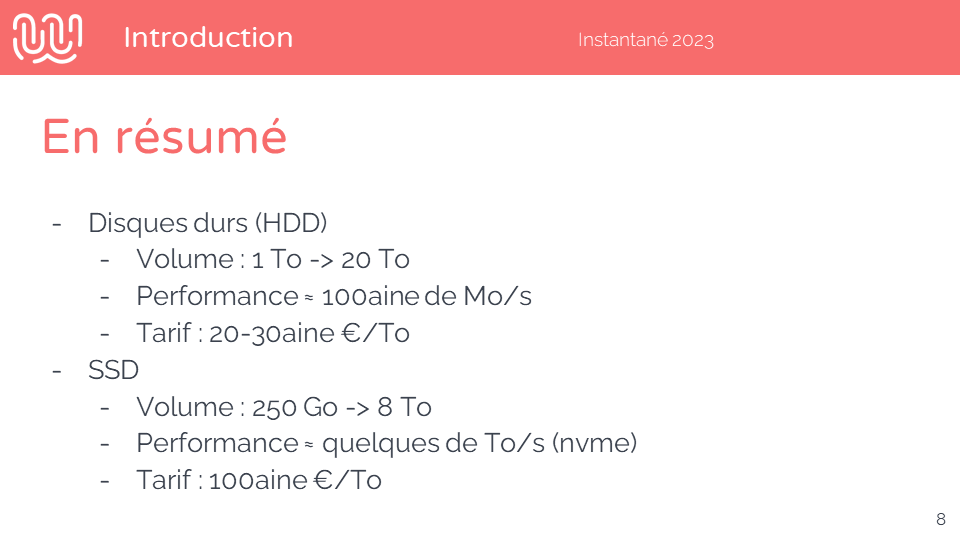 Introduction
Instantané 2023
En résumé
- Disques durs (HDD)
- Volume : 1 To -> 20 To
- Performance ≈ 100aine de Mo/s
- Tarif : 20-30aine €/To
- SSD
- Volume : 250 Go -> 8 To
- Performance ≈ quelques de To/s (nvme)
- Tarif : 100aine €/To
8